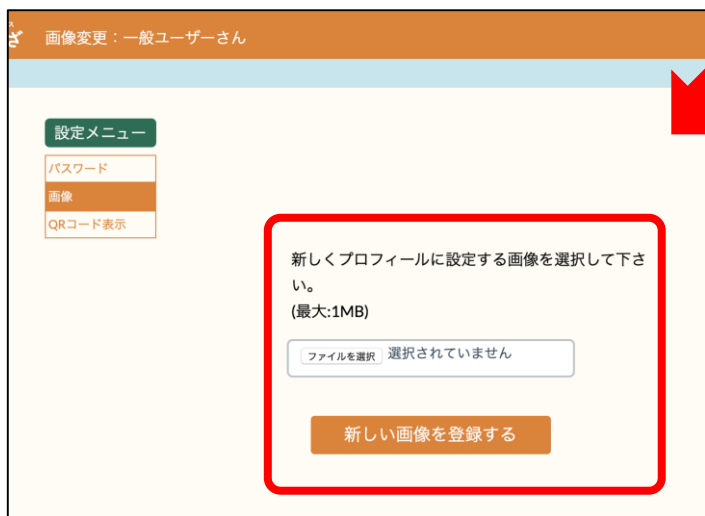 ざ 画像変更：一般ユーザーさん
設定メニュー
パスワード
画像
QRコード表示
新しくプロフィールに設定する画像を選択して下さ
い。
(最大:1MB)
ファイルを選択 選択されていません
新しい画像を登録する